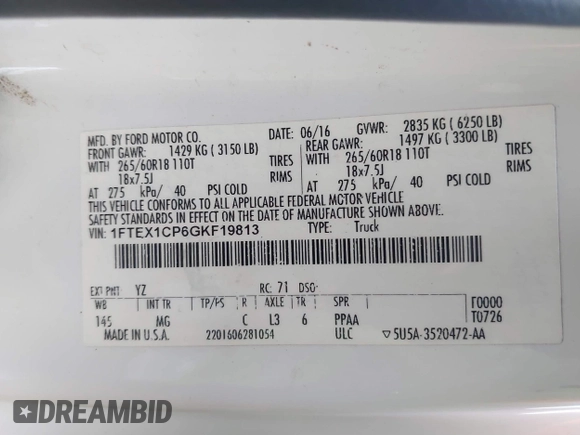 MFD. BY FORD MOTOR CO. DATE: 06/16 GVWR: 2835 KG ( 6250 LB)
FRONT GAWR: 1429 KG ( 3150 LB) REAR GAWR: 1497 KG ( 3300 LB)
WITH 265/60R18 110T TIRES WITH 265/60R18 110T TIRES
18x7.5J RIMS 18x7.5J RIMS
AT 275 kPa/ 40 PSI COLD AT 275 kPa/ 40 PSI COLD
THIS VEHICLE CONFORMS TO ALL APPLICABLE FEDERAL MOTOR VEHICLE
SAFETY STANDARDS IN EFFECT ON THE DATE OF MANUFACTURE SHOWN ABOVE.
VIN: 1FTEX1CP6GKF19813 TYPE: Truck
EXT PNT YZ RC: 71 DSO:
WB INT TR TP/PS R AXLE TR SPR F0000
145 MG C L3 6 PPAA T0726
MADE IN U.S.A. 2201606281054 ULC ▽5U5A-3520472-AA
DREAMBID